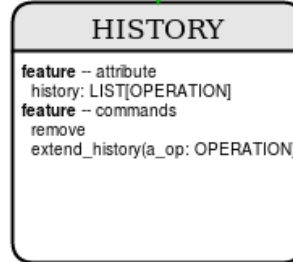 HISTORY
feature -- attribute
history: LIST[OPERATION]
feature -- commands
remove
extend_history(a_op: OPERATION)